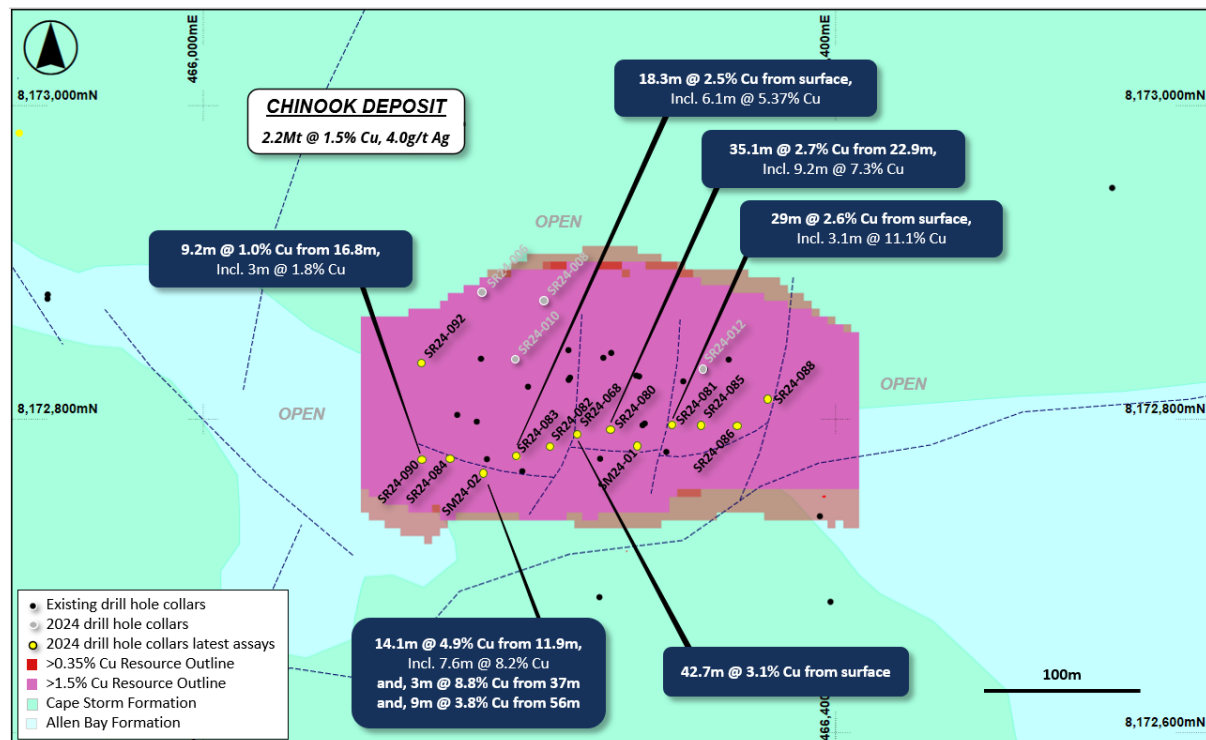 466,000mE
,400mE
8,173,000mN
8,173,000mN
CHINOOK DEPOSIT
2.2Mt @ 1.5% Cu, 4.0g/t Ag
18.3m @ 2.5% Cu from surface,
Incl. 6.1m @ 5.37% Cu
35.1m @ 2.7% Cu from 22.9m,
Incl. 9.2m @ 7.3% Cu
29m @ 2.6% Cu from surface,
Incl. 3.1m @ 11.1% Cu
9.2m @ 1.0% Cu from 16.8m,
Incl. 3m @ 1.8% Cu
OPEN
SR24-006
SR24-008
SR24-010
SR24-012
SR24-092
OPEN
OPEN
8,172,800mN
8,172,800mN
SR24-090
SR24-084
SM24-02
SR24-083
SR24-082
SR24-068
SR24-080
SM24-01
SR24-081
SR24-085
SR24-086
SR24-088
Existing drill hole collars
2024 drill hole collars
2024 drill hole collars latest assays
>0.35% Cu Resource Outline
>1.5% Cu Resource Outline
Cape Storm Formation
Allen Bay Formation
14.1m @ 4.9% Cu from 11.9m,
Incl. 7.6m @ 8.2% Cu
and, 3m @ 8.8% Cu from 37m
and, 9m @ 3.8% Cu from 56m
42.7m @ 3.1% Cu from surface
100m
466,400
8,172,600mN